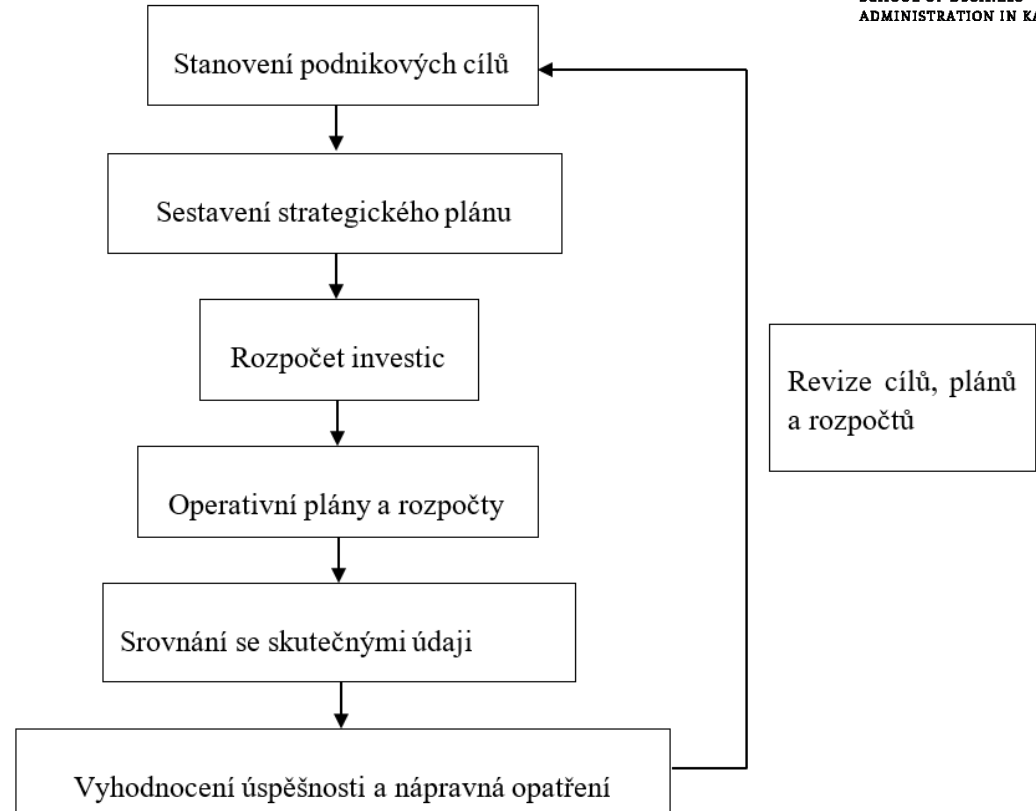 ADMINISTRATION IN KA
Stanovení podnikových cílů
Sestavení strategického plánu
Rozpočet investic
Revize cílů, plánů
a rozpočtů
Operativní plány a rozpočty
Srovnání se skutečnými údaji
Vyhodnocení úspěšnosti a nápravná opatření